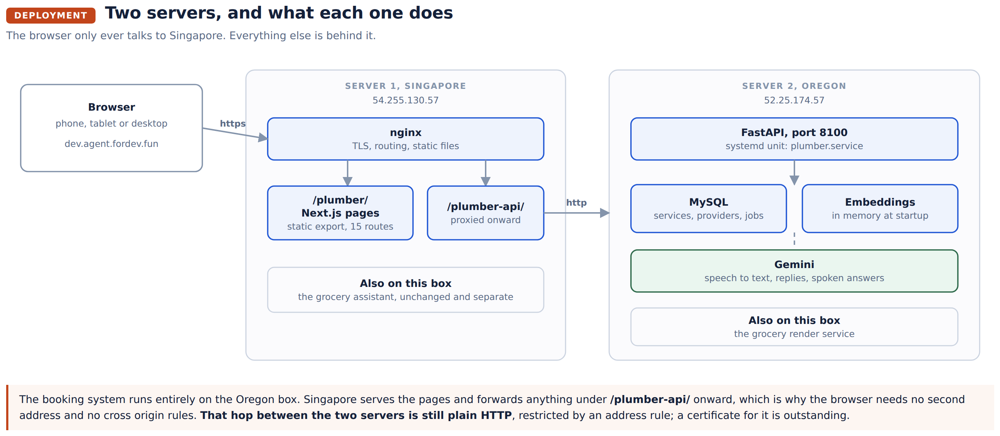 DEPLOYMENT
Two servers, and what each one does
The browser only ever talks to Singapore. Everything else is behind it.
Browser
phone, tablet or desktop
dev.agent.fordev.fun
https
SERVER 1, SINGAPORE
54.255.130.57
nginx
TLS, routing, static files
/plumber/
Next.js pages
static export, 15 routes
/plumber-api/
proxied onward
Also on this box
the grocery assistant, unchanged and separate
http
SERVER 2, OREGON
52.25.174.57
FastAPI, port 8100
systemd unit: plumber.service
MySQL
services, providers, jobs
Embeddings
in memory at startup
Gemini
speech to text, replies, spoken answers
Also on this box
the grocery render service
The booking system runs entirely on the Oregon box. Singapore serves the pages and forwards anything under /plumber-api/ onward, which is why the browser needs no second
address and no cross origin rules. That hop between the two servers is still plain HTTP, restricted by an address rule; a certificate for it is outstanding.